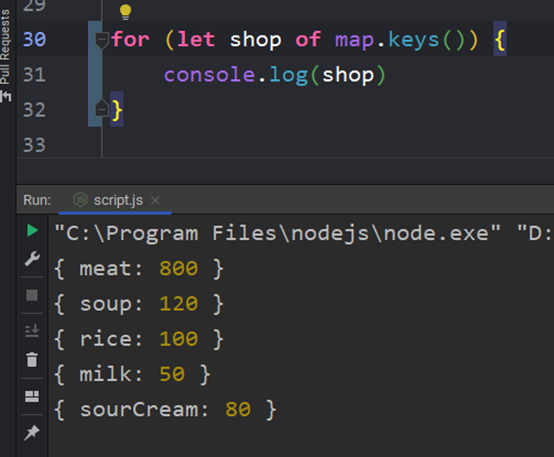 Pull Requests
29
30 for (let shop of map.keys()) {
31 console.log(shop)
32 }
33
Run: script.js ×
"C:\Program Files\nodejs\node.exe" "D:
{ meat: 800 }
{ soup: 120 }
{ rice: 100 }
{ milk: 50 }
{ sourCream: 80 }